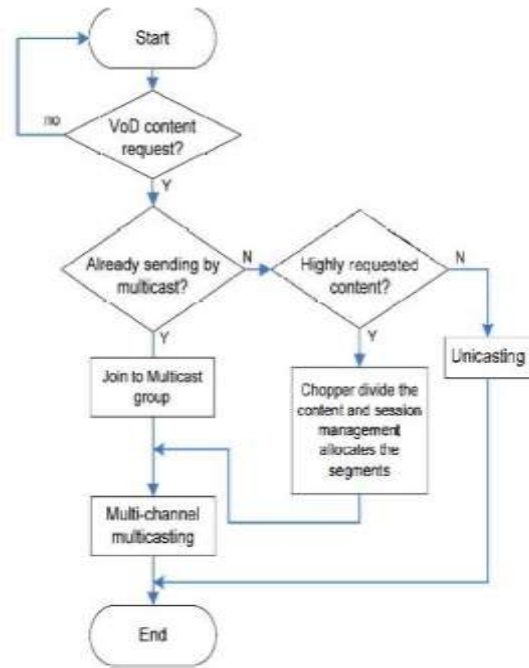 Start
no
VoD content
request?
Y
Already sending by
multicast?
N
Highly requested
content?
N
Y
Y
Unicasting
Join to Multicast
group
Chopper divide the
content and session
management
allocates the
segments
Multi-channel
multicasting
End